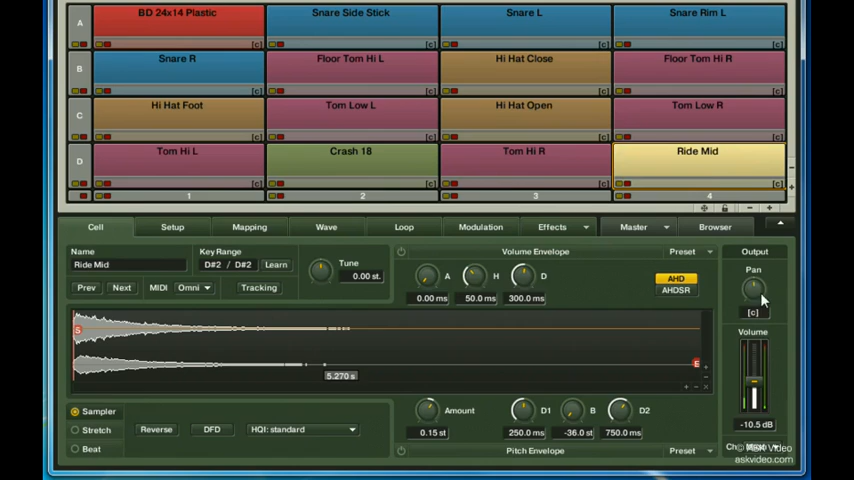 A
BD 24x14 Plastic
Snare Side Stick
Snare L
Snare Rim L
[c] [c] [c] [c]
B
Snare R
Floor Tom Hi L
Hi Hat Close
Floor Tom Hi R
[c] [c] [c] [c]
C
Hi Hat Foot
Tom Low L
Hi Hat Open
Tom Low R
[c] [c] [c] [c]
D
Tom Hi L
Crash 18
Tom Hi R
Ride Mid
[c] [c] [c] [c]
1 2 3 4
Cell Setup Mapping Wave Loop Modulation Effects Master Browser
Name
Ride Mid
Key Range
D#2 / D#2 Learn
Tune
0.00 st.
Prev Next MIDI Omni Tracking
Volume Envelope Preset
A H D
AHD
AHDSR
0.00 ms 50.0 ms 300.0 ms
Output
Pan
[c]
S
E
5.270 s
Volume
-10.5 dB
Sampler
Stretch
Beat
Reverse DFD HQI: standard
Amount D1 B D2
0.15 st 250.0 ms -36.0 st 750.0 ms
Pitch Envelope Preset
askvideo.com